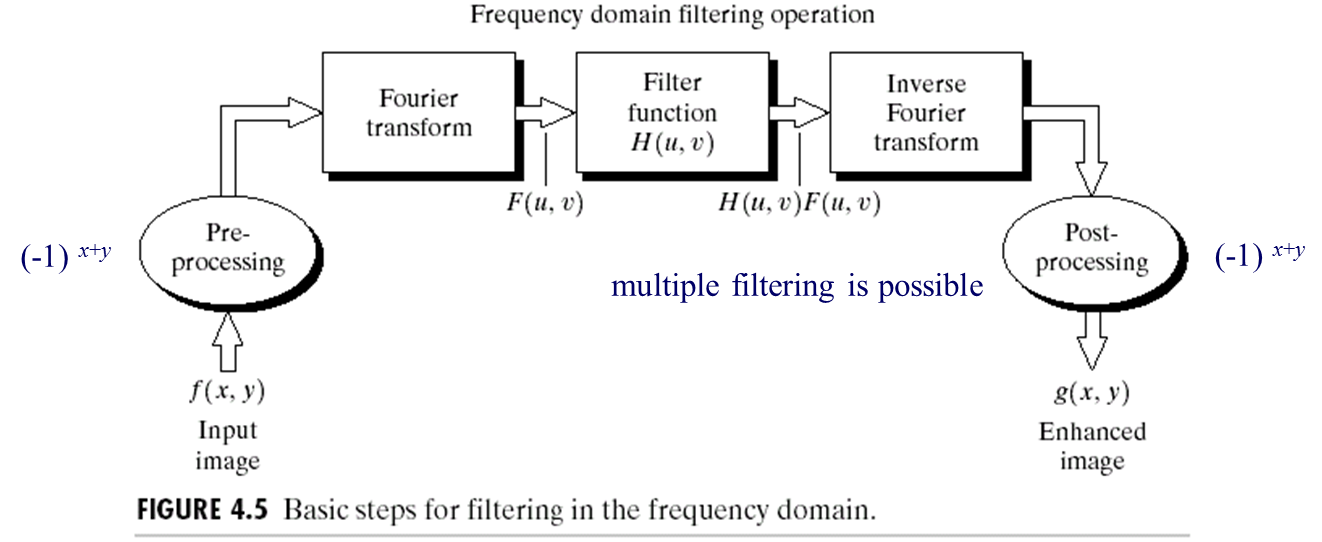 Frequency domain filtering operation
Fourier
transform
Filter
function
H(u, v)
Inverse
Fourier
transform
F(u, v)
H(u, v)F(u, v)
(-1) x+y
Pre-
processing
multiple filtering is possible
Post-
processing
(-1) x+y
f(x, y)
Input
image
g(x, y)
Enhanced
image
FIGURE 4.5 Basic steps for filtering in the frequency domain.